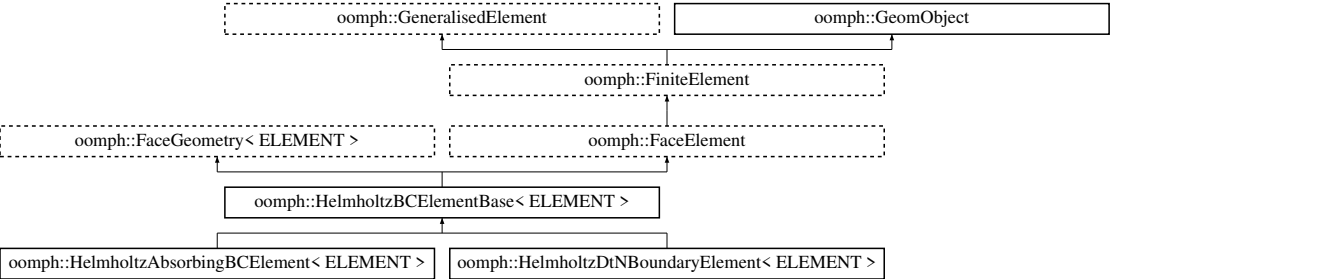 oomph::GeneralisedElement
oomph::GeomObject
oomph::FiniteElement
oomph::FaceGeometry< ELEMENT >
oomph::FaceElement
oomph::HelmholtzBCElementBase< ELEMENT >
oomph::HelmholtzAbsorbingBCElement< ELEMENT >
oomph::HelmholtzDtNBoundaryElement< ELEMENT >